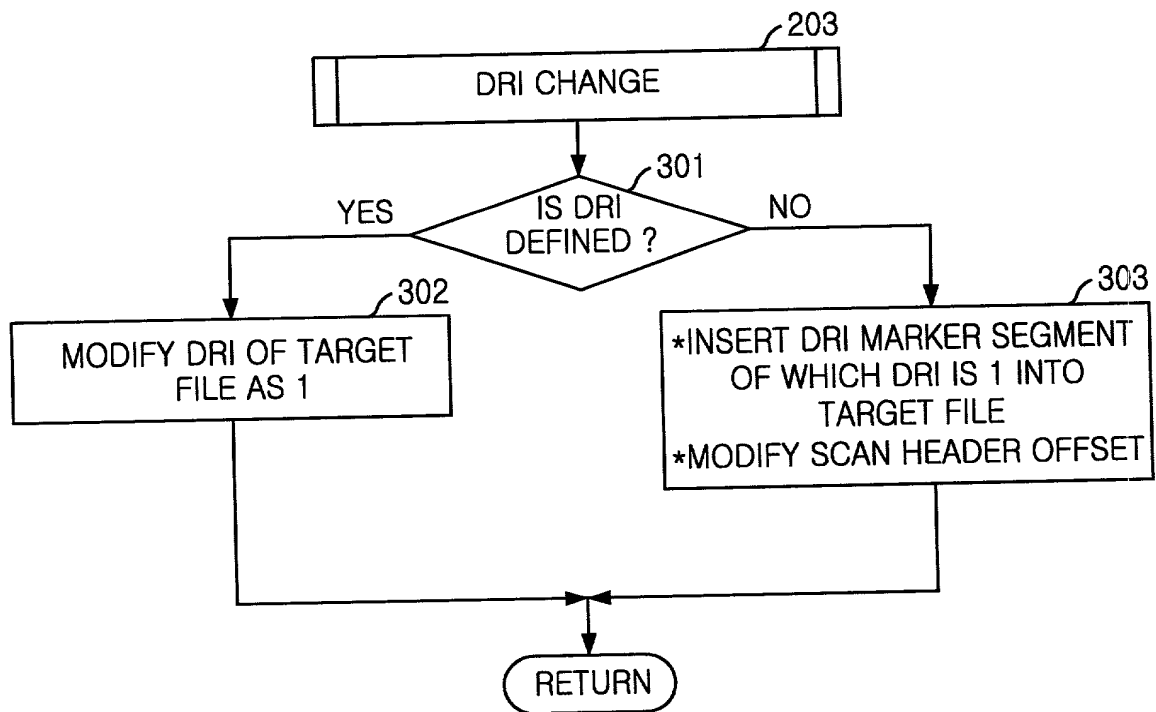 203
DRI CHANGE
301
IS DRI
DEFINED ?
YES
NO
302
MODIFY DRI OF TARGET
FILE AS 1
303
*INSERT DRI MARKER SEGMENT
OF WHICH DRI IS 1 INTO
TARGET FILE
*MODIFY SCAN HEADER OFFSET
RETURN